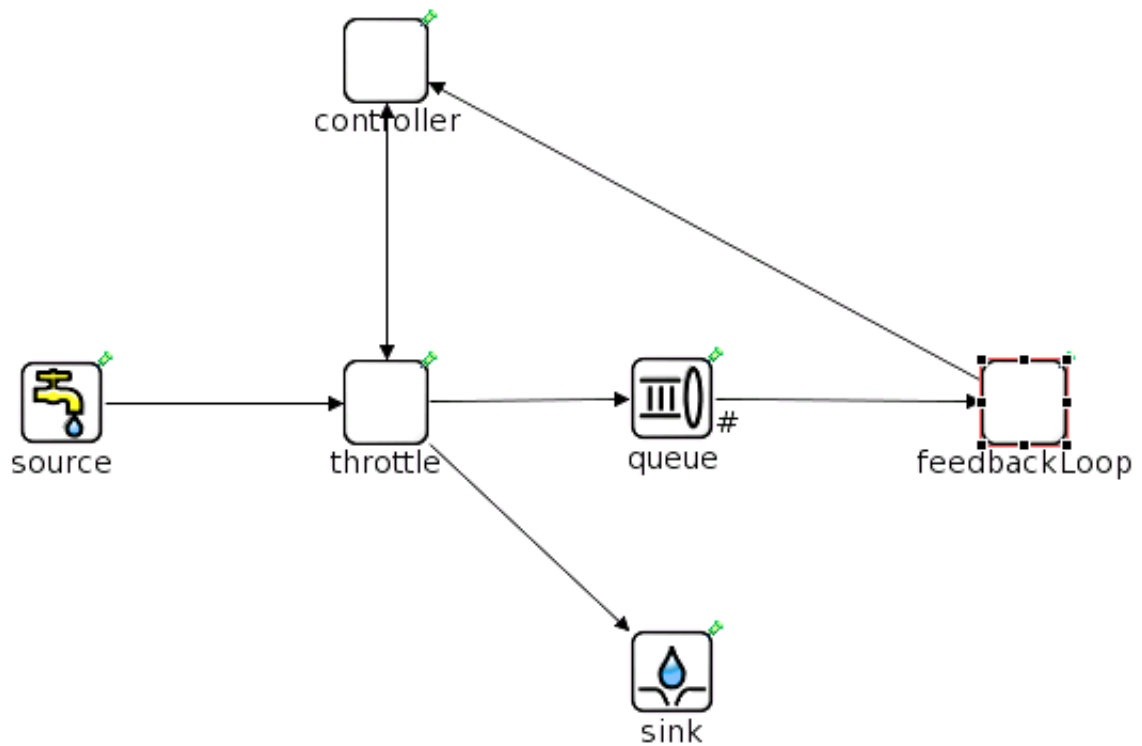 controller
source
throttle
queue
#
feedbackLoop
sink